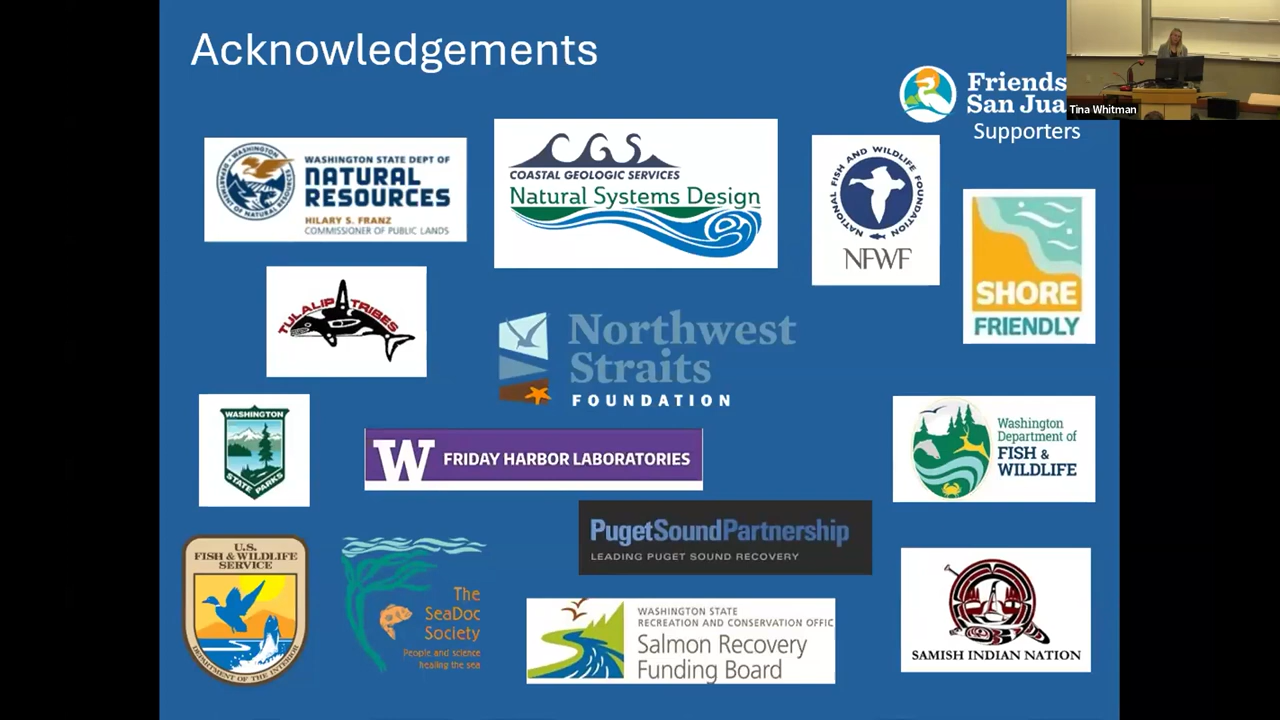 Acknowledgements
Friends
San Jua
Supporters
Tina Whitman
WASHINGTON STATE DEPT OF
NATURAL
RESOURCES
HILARY S. FRANZ
COMMISSIONER OF PUBLIC LANDS
WASHINGTON
DEPARTMENT OF NATURAL RESOURCES
CGS
COASTAL GEOLOGIC SERVICES
Natural Systems Design
NATIONAL FISH AND WILDLIFE FOUNDATION
NFWF
SHORE
FRIENDLY
TULALIP TRIBES
Northwest
Straits
FOUNDATION
WASHINGTON
STATE PARKS
W FRIDAY HARBOR LABORATORIES
Washington
Department of
FISH &
WILDLIFE
PugetSoundPartnership
LEADING PUGET SOUND RECOVERY
U.S.
FISH & WILDLIFE
SERVICE
DEPARTMENT OF THE INTERIOR
The
SeaDoc
Society
People and science
healing the sea
WASHINGTON STATE
RECREATION AND CONSERVATION OFFIC
Salmon Recovery
Funding Board
SAMISH INDIAN NATION